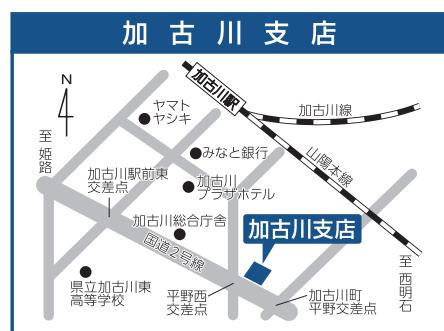 加古川支店
N
加古川駅
ヤマト
ヤシキ
加古川線
至 姫路
みなと銀行
山陽本線
加古川駅前東
交差点
加古川
プラザホテル
加古川総合庁舎
加古川支店
国道2号線
至 西明石
県立加古川東
高等学校
平野西
交差点
加古川町
平野交差点